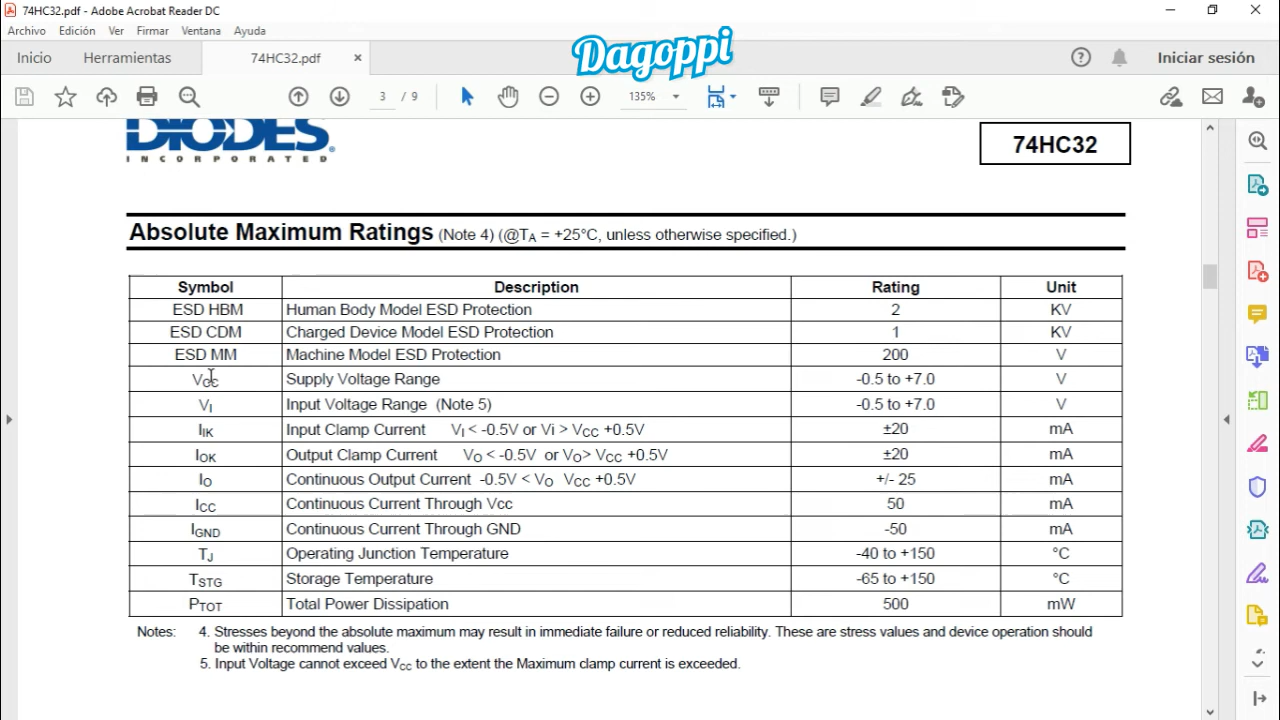 74HC32.pdf - Adobe Acrobat Reader DC
Archivo Edición Ver Firmar Ventana Ayuda
Inicio Herramientas 74HC32.pdf × Dagoppi Iniciar sesión
3 / 9 135%
DIODES
INCORPORATED
74HC32
Absolute Maximum Ratings (Note 4) (@TA = +25°C, unless otherwise specified.)
Symbol Description Rating Unit
ESD HBM Human Body Model ESD Protection 2 KV
ESD CDM Charged Device Model ESD Protection 1 KV
ESD MM Machine Model ESD Protection 200 V
VCC Supply Voltage Range -0.5 to +7.0 V
VI Input Voltage Range (Note 5) -0.5 to +7.0 V
IIK Input Clamp Current VI < -0.5V or Vi > VCC +0.5V ±20 mA
IOK Output Clamp Current VO < -0.5V or VO> VCC +0.5V ±20 mA
IO Continuous Output Current -0.5V < VO VCC +0.5V +/- 25 mA
ICC Continuous Current Through Vcc 50 mA
IGND Continuous Current Through GND -50 mA
TJ Operating Junction Temperature -40 to +150 °C
TSTG Storage Temperature -65 to +150 °C
PTOT Total Power Dissipation 500 mW
Notes: 4. Stresses beyond the absolute maximum may result in immediate failure or reduced reliability. These are stress values and device operation should
be within recommend values.
5. Input Voltage cannot exceed VCC to the extent the Maximum clamp current is exceeded.